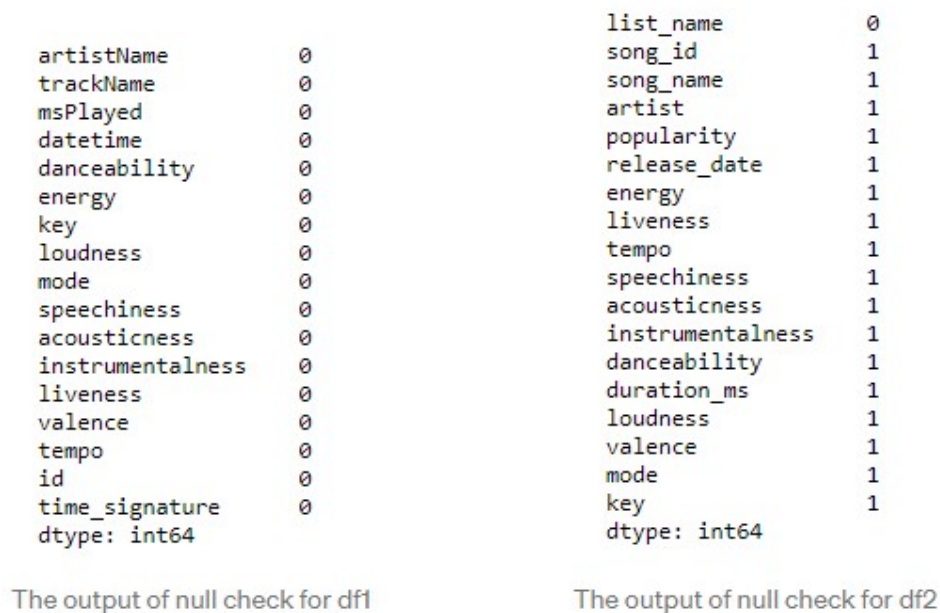 artistName 0
trackName 0
msPlayed 0
datetime 0
danceability 0
energy 0
key 0
loudness 0
mode 0
speechiness 0
acousticness 0
instrumentalness 0
liveness 0
valence 0
tempo 0
id 0
time_signature 0
dtype: int64
The output of null check for df1
list_name 0
song_id 1
song_name 1
artist 1
popularity 1
release_date 1
energy 1
liveness 1
tempo 1
speechiness 1
acousticness 1
instrumentalness 1
danceability 1
duration_ms 1
loudness 1
valence 1
mode 1
key 1
dtype: int64
The output of null check for df2